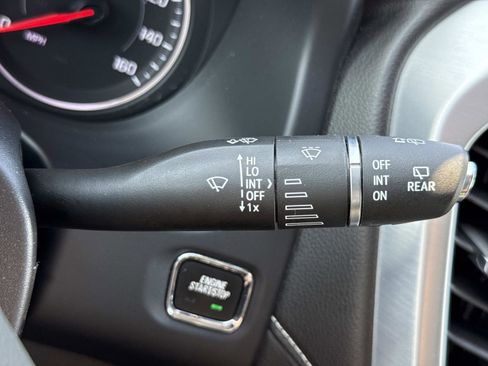 MPH
140
160
HI
LO
INT
OFF
1x
OFF
INT
ON
REAR
ENGINE
START/STOP